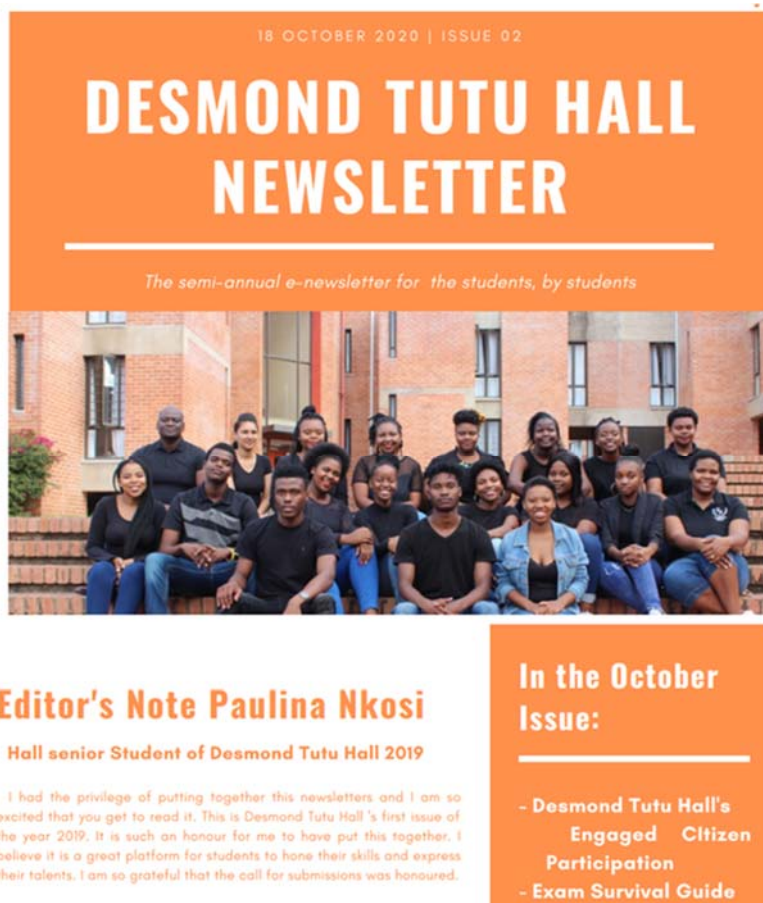 18 OCTOBER 2020 | ISSUE 02
DESMOND TUTU HALL
NEWSLETTER
The semi-annual e-newsletter for the students, by students
Editor's Note Paulina Nkosi
Hall senior Student of Desmond Tutu Hall 2019
I had the privilege of putting together this newsletters and I am so
excited that you get to read it. This is Desmond Tutu Hall 's first issue of
the year 2019. It is such an honour for me to have put this together. I
believe it is a great platform for students to hone their skills and express
their talents. I am so grateful that the call for submissions was honoured.
In the October
Issue:
- Desmond Tutu Hall's
Engaged CItizen
Participation
- Exam Survival Guide